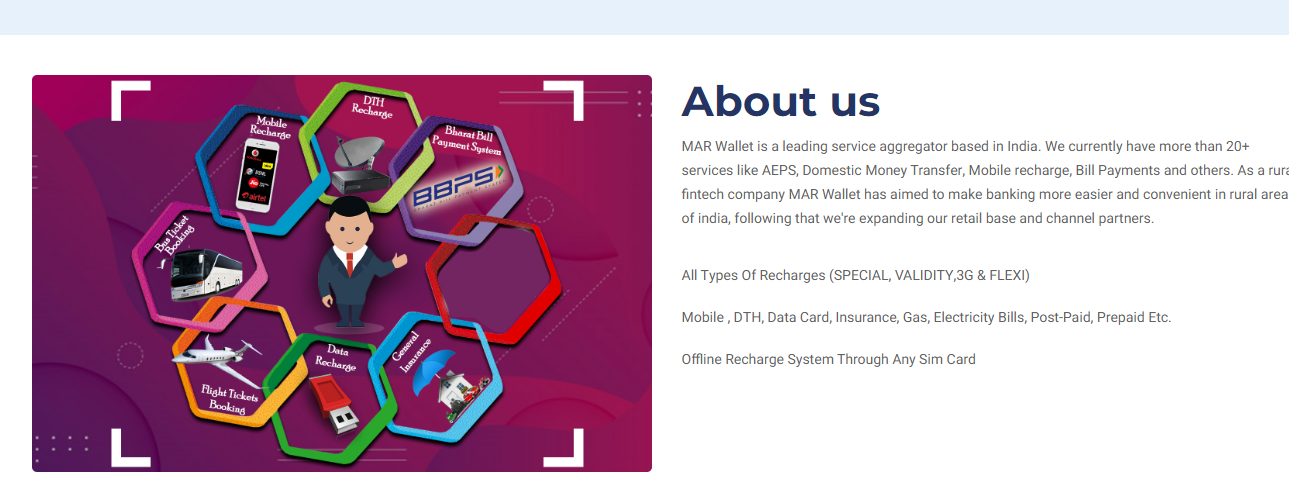 DTH
Recharge
Mobile
Recharge
airtel
Bharat Bill
Payment System
BBPS
Bus Ticket
Booking
Flight Tickets
Booking
Data
Recharge
General
Insurance
About us
MAR Wallet is a leading service aggregator based in India. We currently have more than 20+
services like AEPS, Domestic Money Transfer, Mobile recharge, Bill Payments and others. As a rura
fintech company MAR Wallet has aimed to make banking more easier and convenient in rural area
of india, following that we're expanding our retail base and channel partners.
All Types Of Recharges (SPECIAL, VALIDITY,3G & FLEXI)
Mobile , DTH, Data Card, Insurance, Gas, Electricity Bills, Post-Paid, Prepaid Etc.
Offline Recharge System Through Any Sim Card